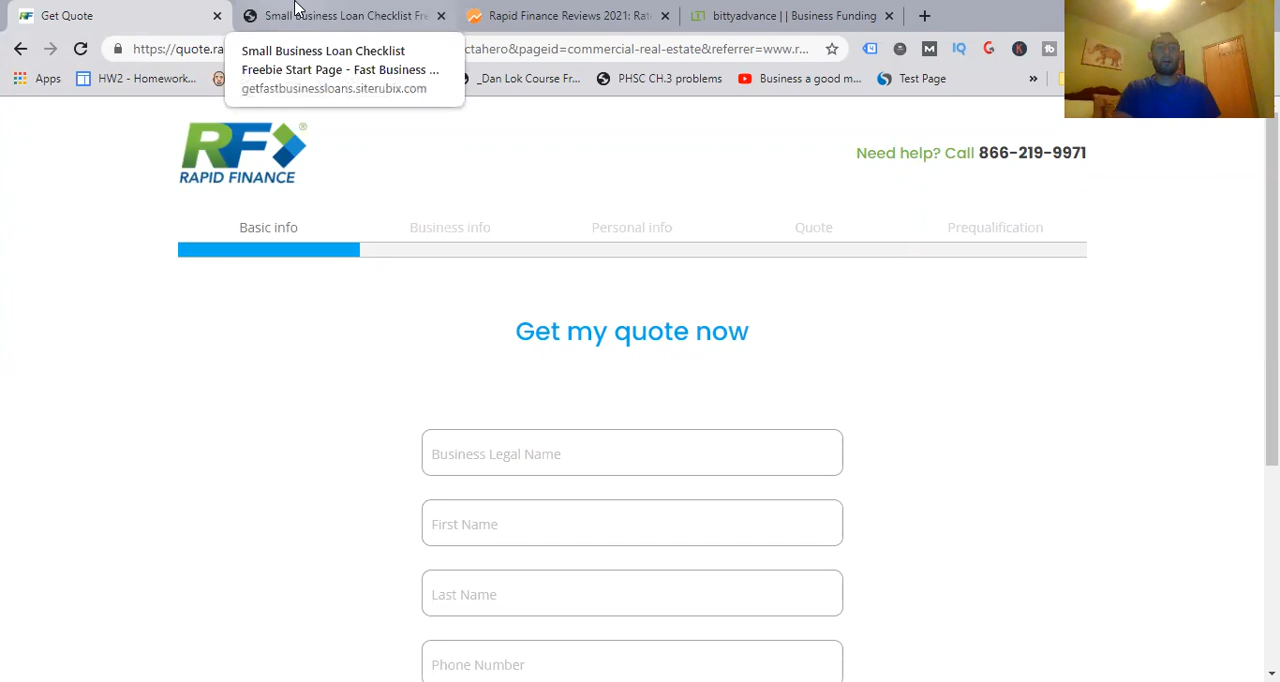 Get Quote
Small Business Loan Checklist Fre
Rapid Finance Reviews 2021: Rat
bittyadvance || Business Funding
https://quote.ra
ctahero&pageid=commercial-real-estate&referrer=www.r...
Small Business Loan Checklist
Freebie Start Page - Fast Business ...
getfastbusinessloans.siterubix.com
Apps
HW2 - Homework...
_Dan Lok Course Fr...
PHSC CH.3 problems
Business a good m...
Test Page
RF
RAPID FINANCE
Need help? Call 866-219-9971
Basic info
Business info
Personal info
Quote
Prequalification
Get my quote now
Business Legal Name
First Name
Last Name
Phone Number